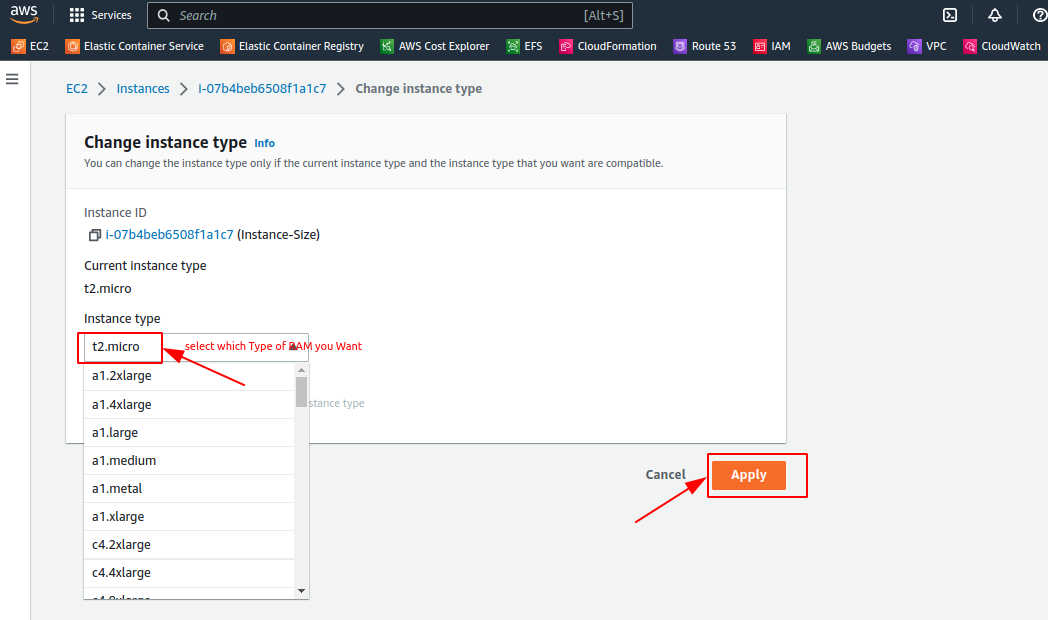 aws Services Search [Alt+S]
EC2 Elastic Container Service Elastic Container Registry AWS Cost Explorer EFS CloudFormation Route 53 IAM AWS Budgets VPC CloudWatch
EC2 Instances i-07b4beb6508f1a1c7 Change instance type
Change instance type Info
You can change the instance type only if the current instance type and the instance type that you want are compatible.
Instance ID
i-07b4beb6508f1a1c7 (Instance-Size)
Current instance type
t2.micro
Instance type
t2.micro select which Type of RAM you Want
a1.2xlarge
a1.4xlarge
stance type
a1.large
a1.medium
Cancel Apply
a1.metal
a1.xlarge
c4.2xlarge
c4.4xlarge